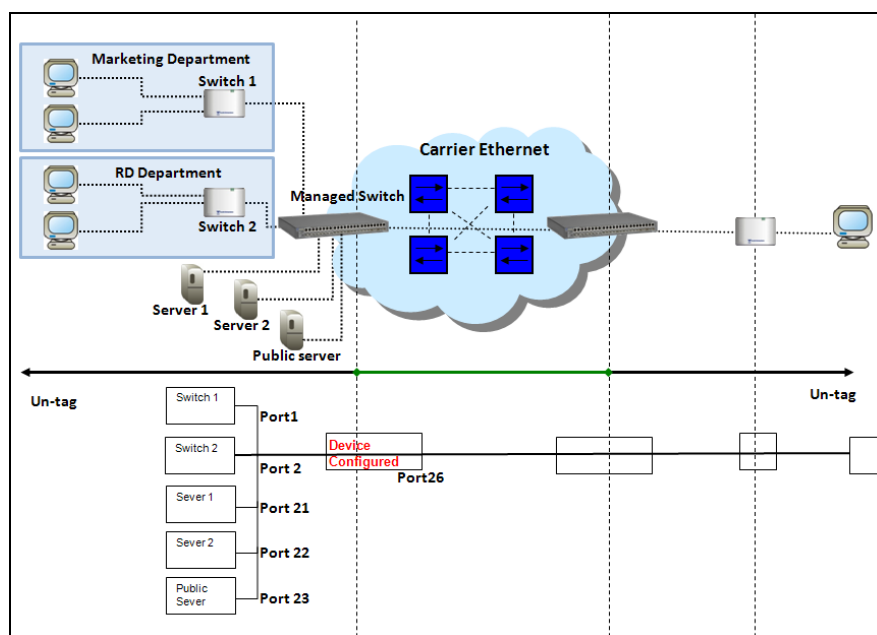 Marketing Department
Switch 1
RD Department
Switch 2
Carrier Ethernet
Managed Switch
Server 1
Server 2
Public server
Un-tag
Un-tag
Switch 1
Port1
Switch 2
Port 2
Device
Configured
Port26
Sever 1
Port 21
Sever 2
Port 22
Public
Sever
Port 23